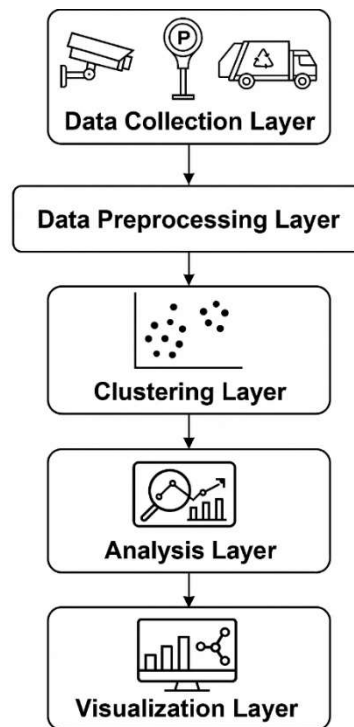 P
Data Collection Layer
Data Preprocessing Layer
Clustering Layer
Analysis Layer
Visualization Layer